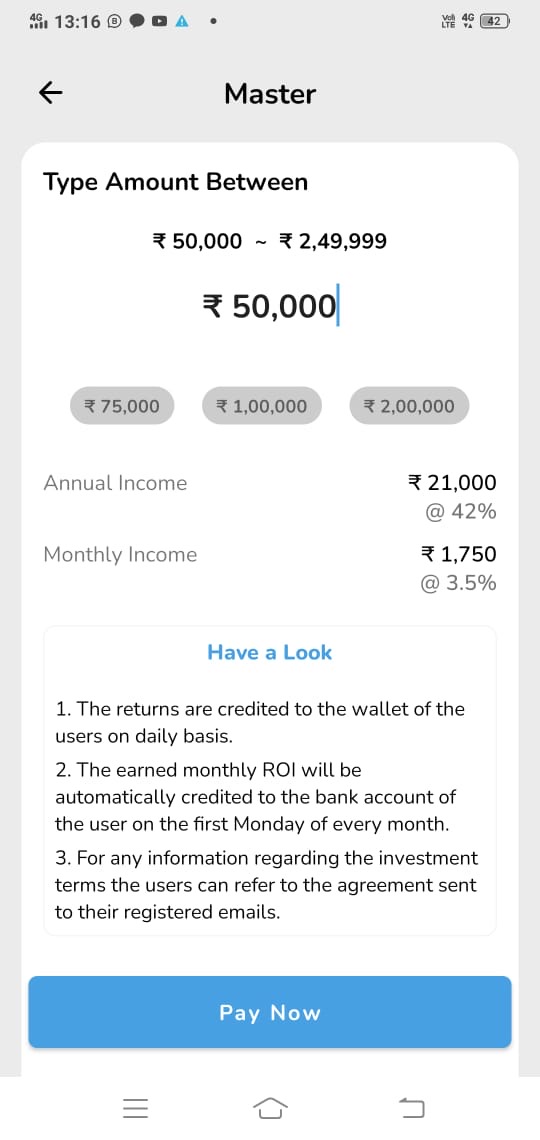 4G 13:16
VoD LTE 4G 42
Master
Type Amount Between
₹ 50,000 ~ ₹ 2,49,999
₹ 50,000
₹ 75,000 ₹ 1,00,000 ₹ 2,00,000
Annual Income ₹ 21,000
@ 42%
Monthly Income ₹ 1,750
@ 3.5%
Have a Look
1. The returns are credited to the wallet of the
users on daily basis.
2. The earned monthly ROI will be
automatically credited to the bank account of
the user on the first Monday of every month.
3. For any information regarding the investment
terms the users can refer to the agreement sent
to their registered emails.
Pay Now